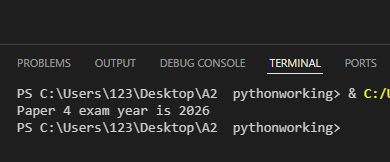 PROBLEMS OUTPUT DEBUG CONSOLE TERMINAL PORTS
PS C:\Users\123\Desktop\A2  pythonworking> & C:/
Paper 4 exam year is 2026
PS C:\Users\123\Desktop\A2  pythonworking>